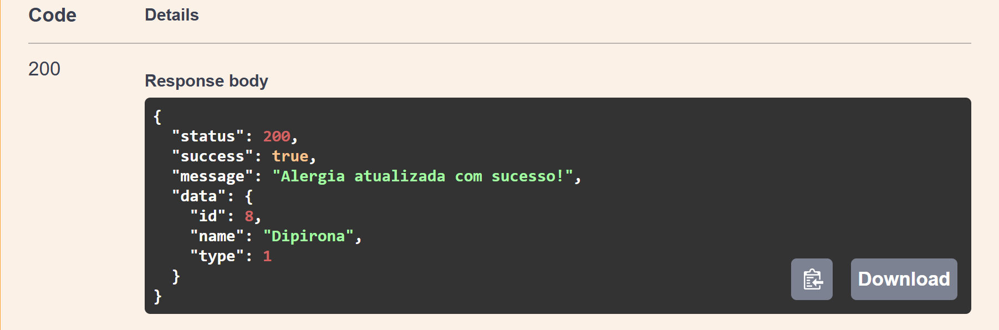 Code Details
200
Response body
{
  "status": 200,
  "success": true,
  "message": "Alergia atualizada com sucesso!",
  "data": {
    "id": 8,
    "name": "Dipirona",
    "type": 1
  }
}
Download